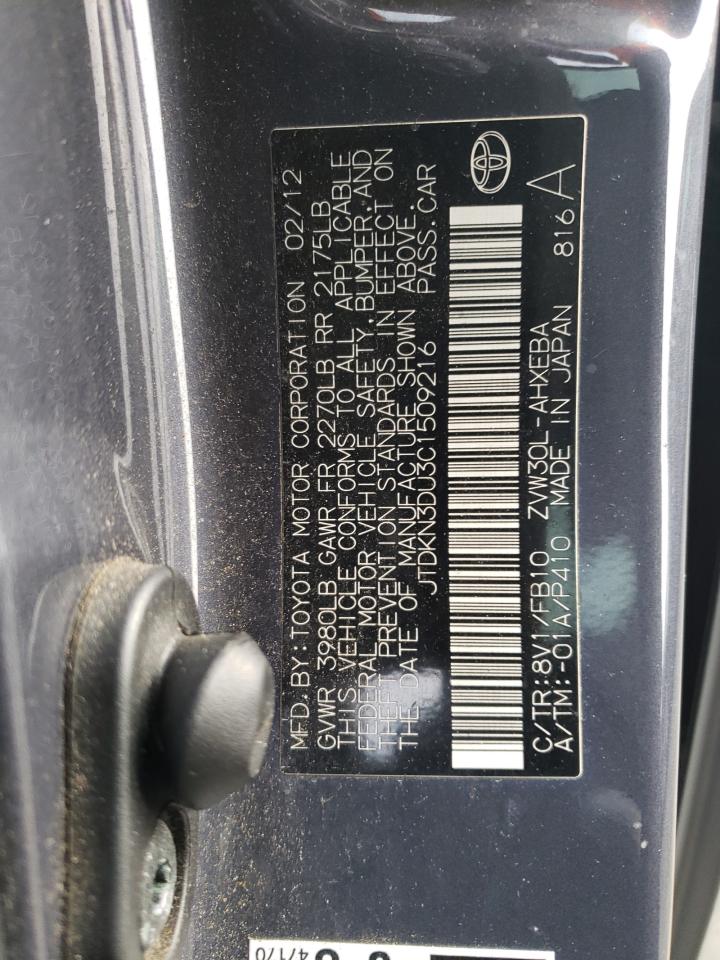 MFD.BY:TOYOTA MOTOR CORPORATION 02/12
GVWR 3980LB GAWR FR 2270LB RR 2175LB
THIS VEHICLE CONFORMS TO ALL APPLICABLE
FEDERAL MOTOR VEHICLE SAFETY,BUMPER,AND
THEFT PREVENTION STANDARDS IN EFFECT ON
THE DATE OF MANUFACTURE SHOWN ABOVE.
JTDKN3DU3C1509216 PASS.CAR
C/TR:8V1/FB10 ZVW30L-AHXEBA
A/TM:-01A/P410 MADE IN JAPAN 816 A
47170